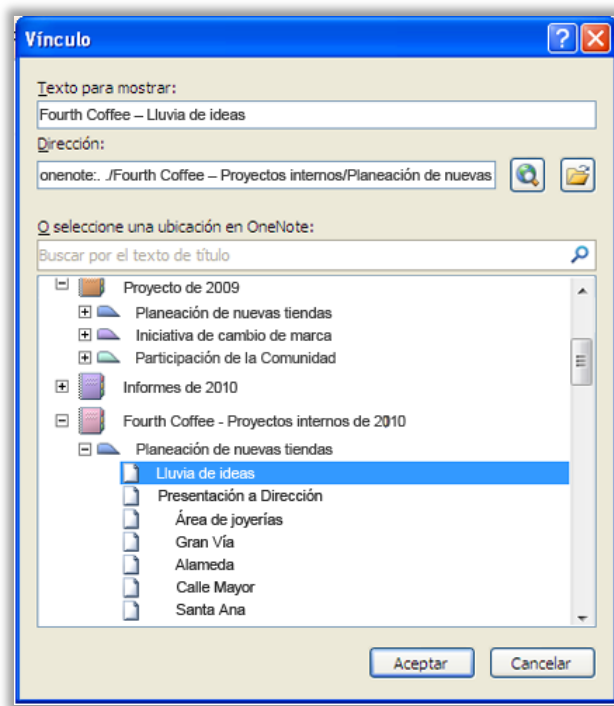 Vínculo
Texto para mostrar:
Fourth Coffee – Lluvia de ideas
Dirección:
onenote:. ./Fourth Coffee – Proyectos internos/Planeación de nuevas
O seleccione una ubicación en OneNote:
Buscar por el texto de título
Proyecto de 2009
Planeación de nuevas tiendas
Iniciativa de cambio de marca
Participación de la Comunidad
Informes de 2010
Fourth Coffee - Proyectos internos de 2010
Planeación de nuevas tiendas
Lluvia de ideas
Presentación a Dirección
Área de joyerías
Gran Vía
Alameda
Calle Mayor
Santa Ana
Aceptar Cancelar